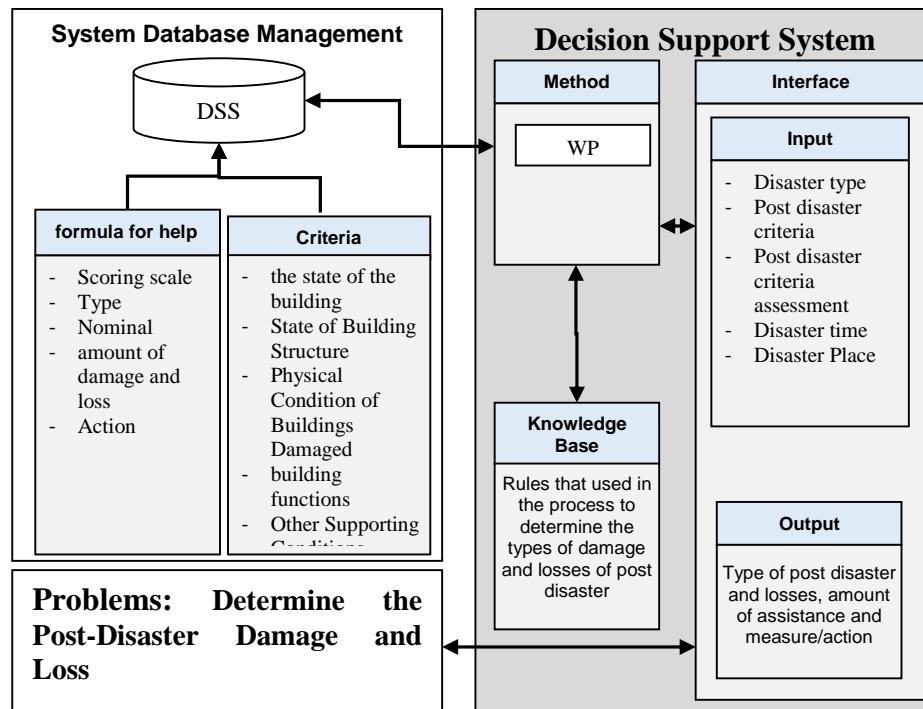 System Database Management
DSS
formula for help
- Scoring scale
- Type
- Nominal
- amount of
damage and
loss
- Action
Criteria
- the state of the
building
- State of Building
Structure
- Physical
Condition of
Buildings
Damaged
- building
functions
- Other Supporting
Conditions
Problems: Determine the
Post-Disaster Damage and
Loss
Decision Support System
Method
WP
Knowledge
Base
Rules that used in
the process to
determine the
types of damage
and losses of post
disaster
Interface
Input
- Disaster type
- Post disaster
criteria
- Post disaster
criteria
assessment
- Disaster time
- Disaster Place
Output
Type of post disaster
and losses, amount
of assistance and
measure/action